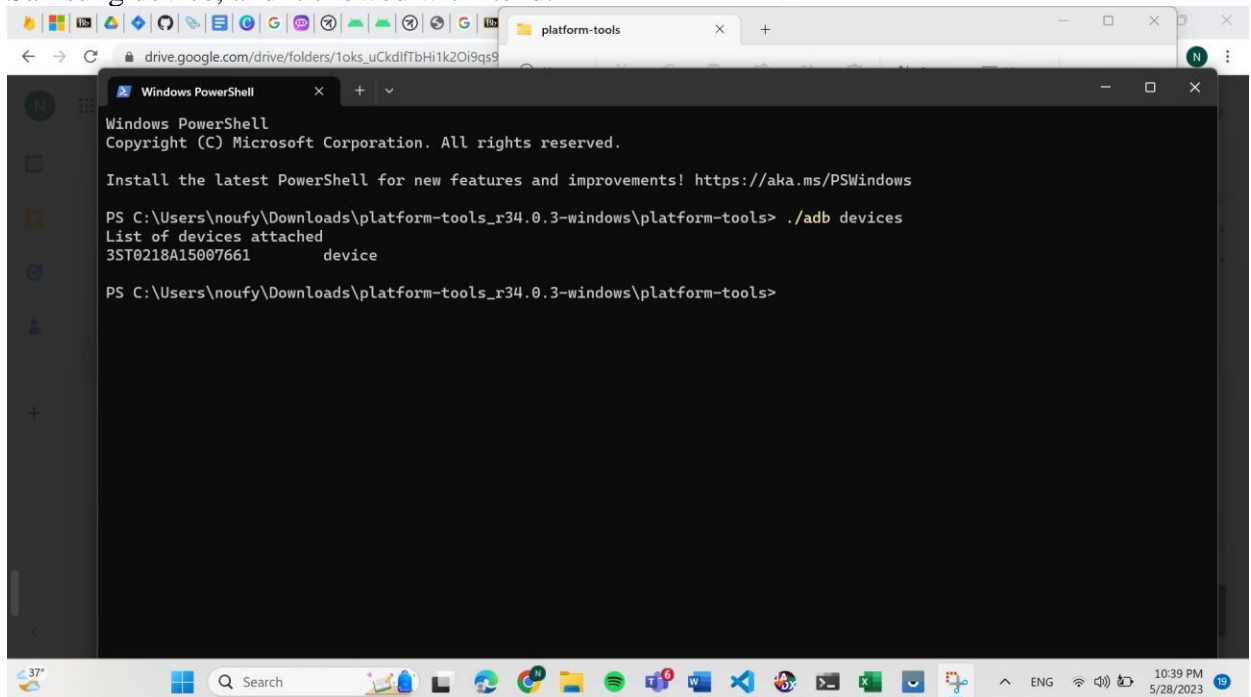 platform-tools
drive.google.com/drive/folders/1oks_uCkdIfTbHi1k2Oi9qs9
N
N
Windows PowerShell
Windows PowerShell
Copyright (C) Microsoft Corporation. All rights reserved.
Install the latest PowerShell for new features and improvements! https://aka.ms/PSWindows
PS C:\Users\noufy\Downloads\platform-tools_r34.0.3-windows\platform-tools> ./adb devices
List of devices attached
3ST0218A15007661 device
PS C:\Users\noufy\Downloads\platform-tools_r34.0.3-windows\platform-tools>
37°
Search
ENG
10:39 PM
5/28/2023
19